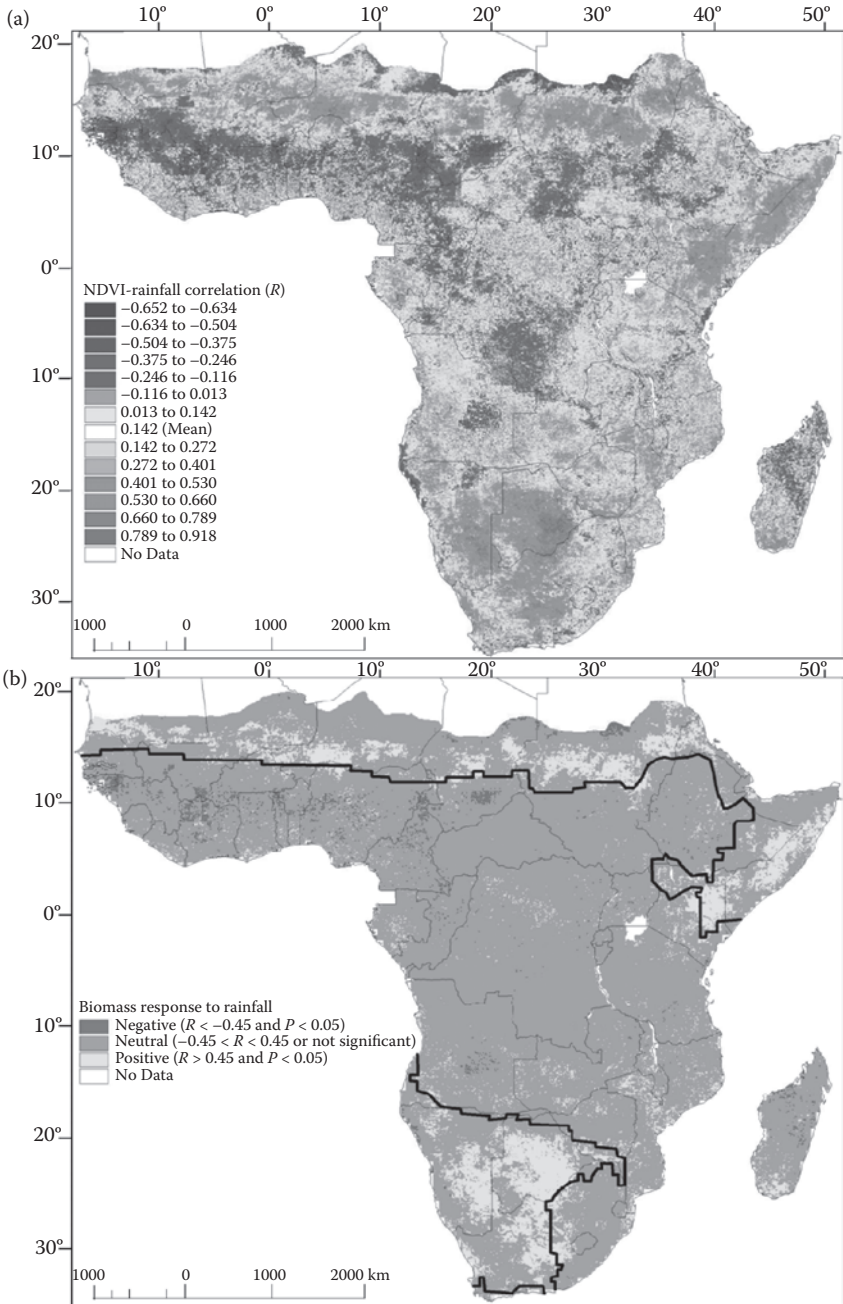 (a)
10° 0° 10° 20° 30° 40° 50°
20°
10°
0°
NDVI-rainfall correlation (R)
−0.652 to −0.634
−0.634 to −0.504
−0.504 to −0.375
−0.375 to −0.246
−0.246 to −0.116
−0.116 to 0.013
0.013 to 0.142
0.142 (Mean)
0.142 to 0.272
0.272 to 0.401
0.401 to 0.530
0.530 to 0.660
0.660 to 0.789
0.789 to 0.918
No Data
10°
20°
30°
1000 0 1000 2000 km
(b)
10° 0° 10° 20° 30° 40° 50°
20°
10°
0°
Biomass response to rainfall
Negative (R < −0.45 and P < 0.05)
Neutral (−0.45 < R < 0.45 or not significant)
Positive (R > 0.45 and P < 0.05)
No Data
10°
20°
30°
1000 0 1000 2000 km